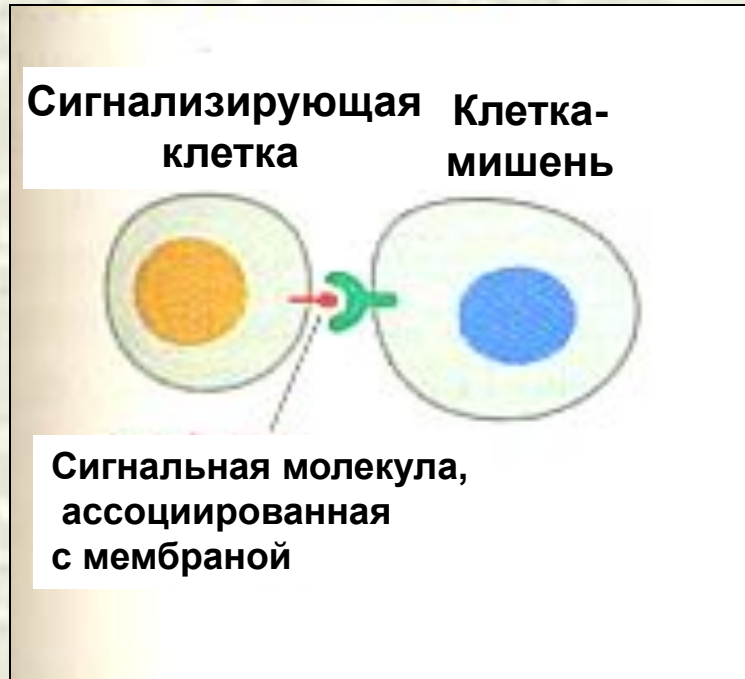 Сигнализирующая
клетка
Клетка-
мишень
Сигнальная молекула,
ассоциированная
с мембраной